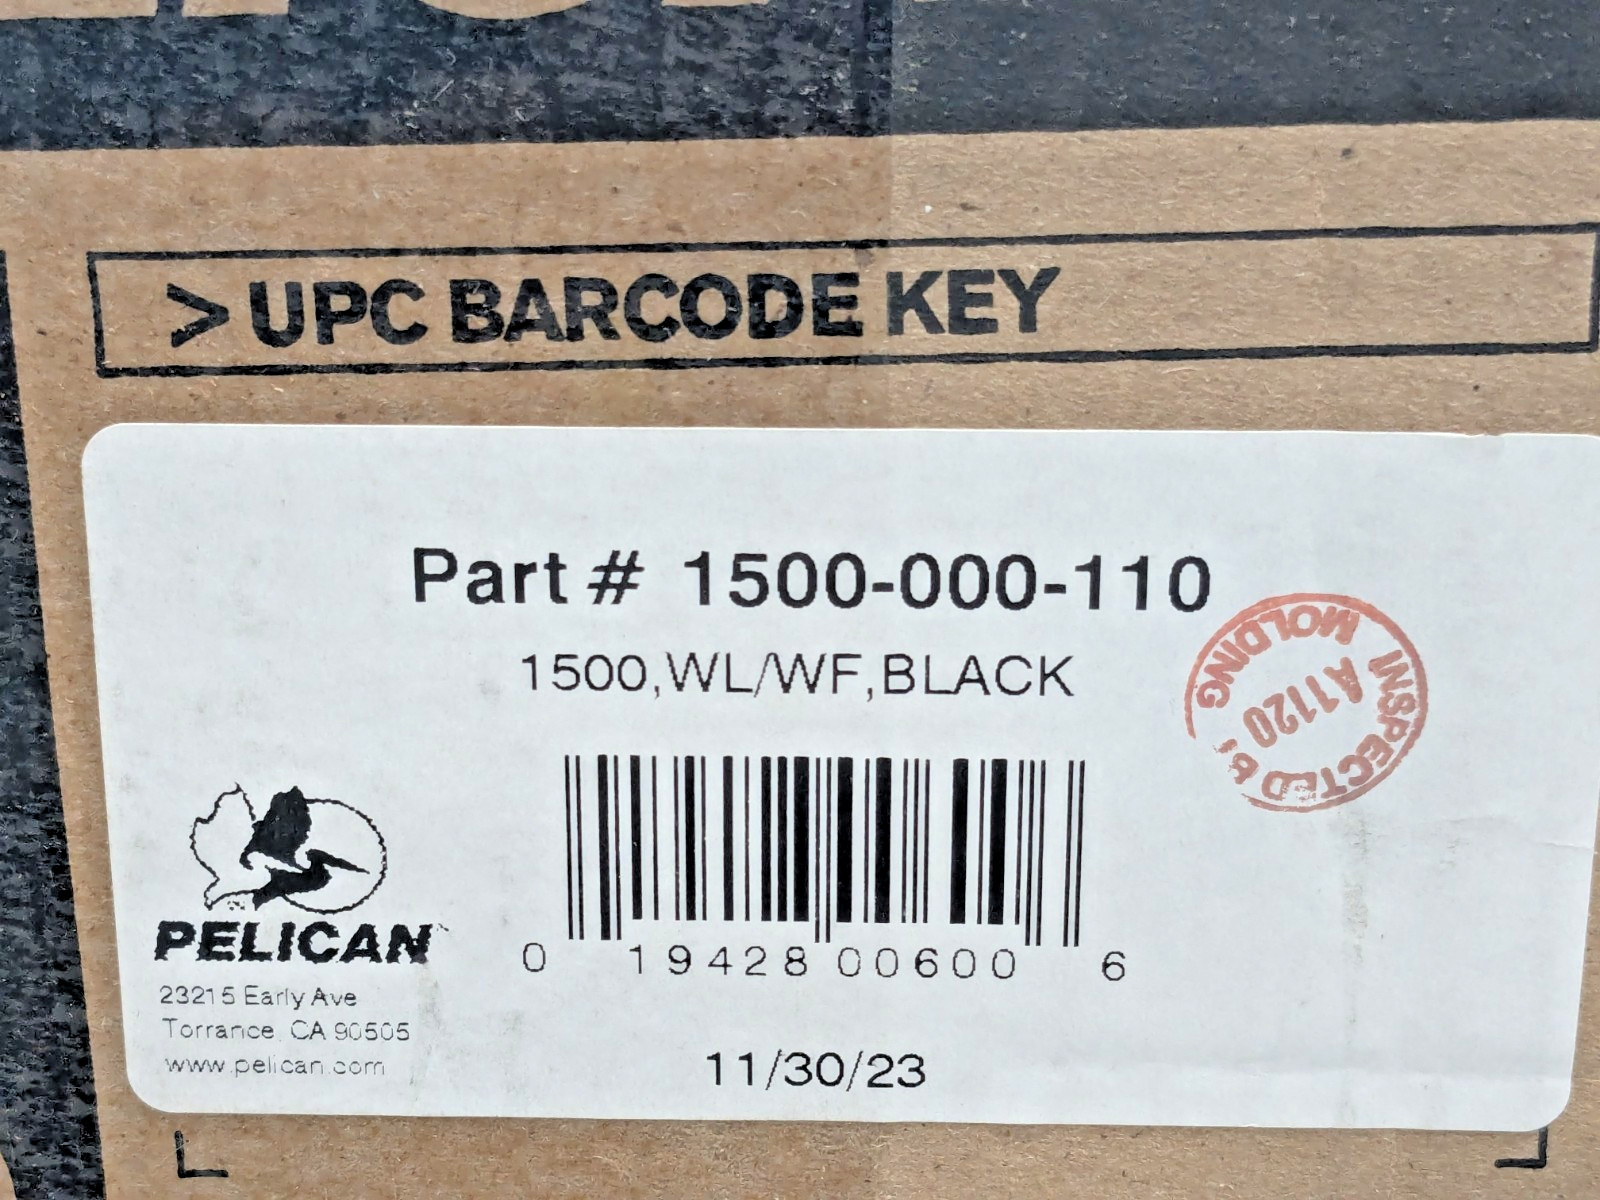 > UPC BARCODE KEY
Part # 1500-000-110
1500,WL/WF,BLACK
MOLDING
A1120
INSPECTED
0 19428 00600 6
PELICAN
23215 Early Ave
Torrance, CA 90505
www.pelican.com
11/30/23